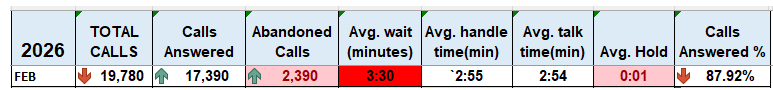 2026 TOTAL CALLS Calls Answered Abandoned Calls Avg. wait (minutes) Avg. handle time(min) Avg. talk time(min) Avg. Hold Calls Answered %
FEB 19,780 17,390 2,390 3:30 `2:55 2:54 0:01 87.92%